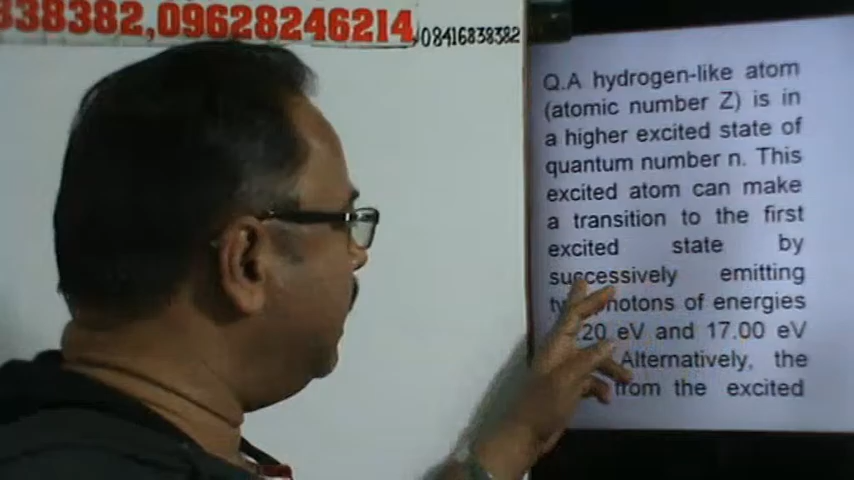 838382,09628246214,08416838382
Q.A hydrogen-like atom
(atomic number Z) is in
a higher excited state of
quantum number n. This
excited atom can make
a transition to the first
excited state by
successively emitting
photons of energies
20 eV and 17.00 eV
Alternatively, the
from the excited